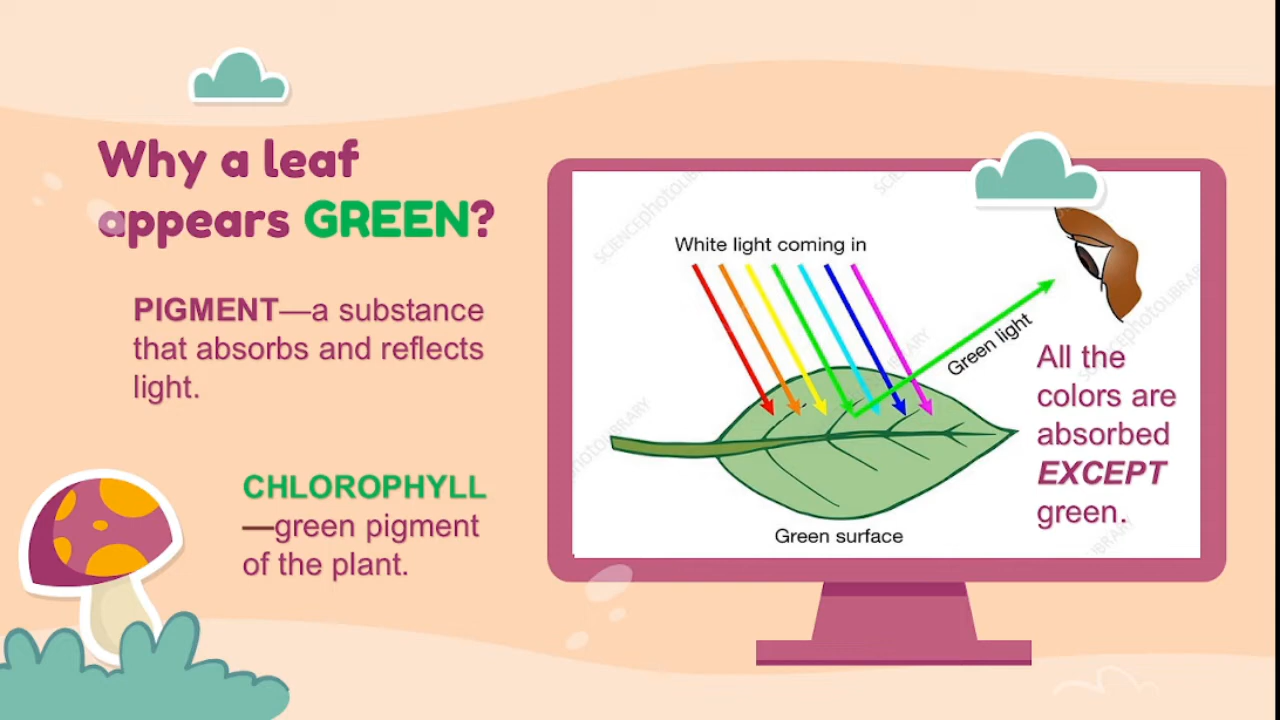 Why a leaf
appears GREEN?
PIGMENT—a substance
that absorbs and reflects
light.
CHLOROPHYLL
—green pigment
of the plant.
White light coming in
Green light
Green surface
All the
colors are
absorbed
EXCEPT
green.